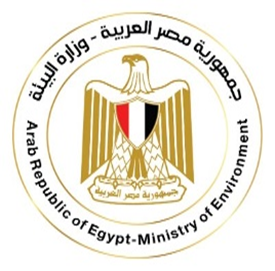 جمهورية مصر العربية - وزارة البيئة
جمهورية مصر العربية
Arab Republic of Egypt-Ministry of Environment